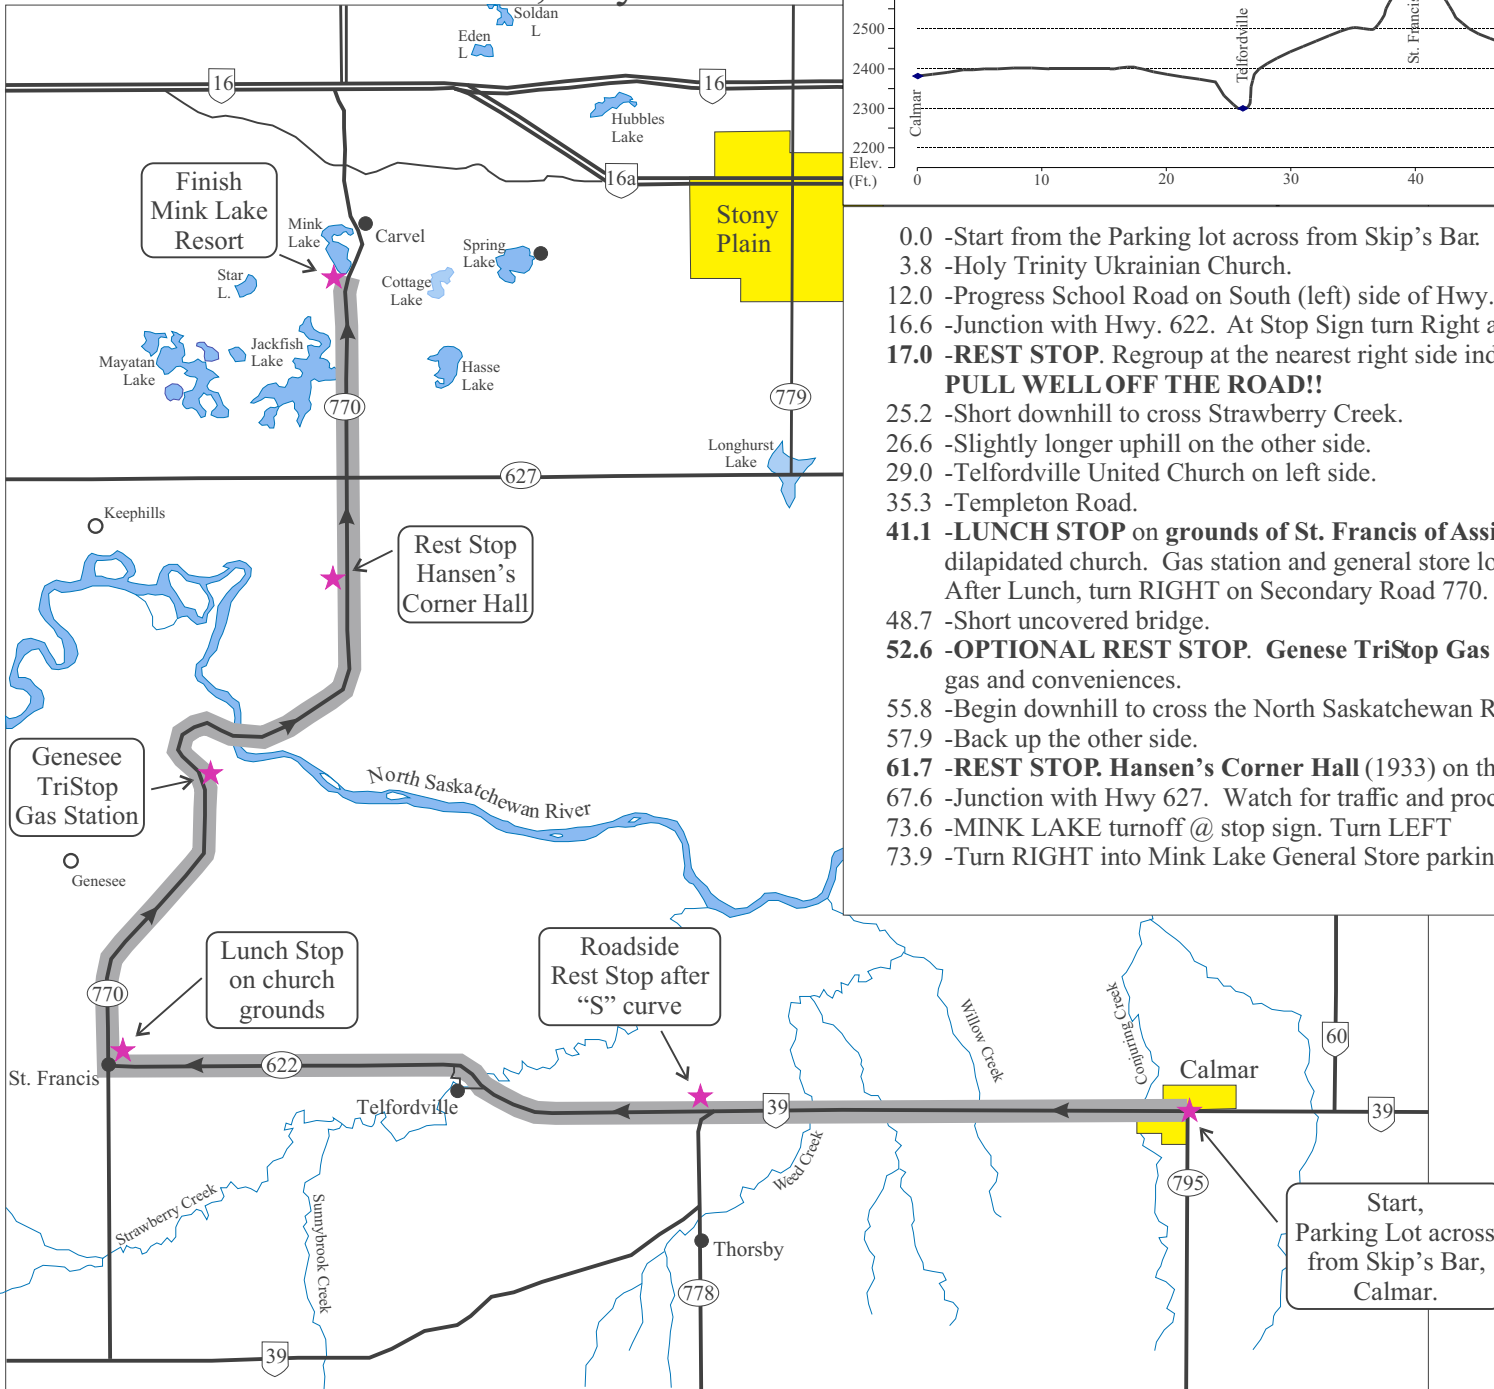 Soldan
L
Eden
L
16
16
Hubbles
Lake
16a
Stony
Plain
779
Finish
Mink Lake
Resort
Mink
Lake
Carvel
Spring
Lake
Star
L.
Cottage
Lake
Mayatan
Lake
Jackfish
Lake
Hasse
Lake
770
Longhurst
Lake
627
Keephills
Rest Stop
Hansen's
Corner Hall
Genesee
TriStop
Gas Station
North Saskatchewan River
Genesee
Lunch Stop
on church
grounds
Roadside
Rest Stop after
“S” curve
770
St. Francis
622
Telfordville
39
Willow Creek
Conjuring Creek
Calmar
60
39
Weed Creek
Strawberry Creek
Sunnybrook Creek
795
Thorsby
778
39
Start,
Parking Lot across
from Skip's Bar,
Calmar.
2500
2400
2300
2200
Elev.
(Ft.)
Calmar
Telfordville
St. Francis
0 10 20 30 40
0.0 -Start from the Parking lot across from Skip's Bar.
3.8 -Holy Trinity Ukrainian Church.
12.0 -Progress School Road on South (left) side of Hwy.
16.6 -Junction with Hwy. 622. At Stop Sign turn Right a
17.0 -REST STOP. Regroup at the nearest right side ind
PULL WELL OFF THE ROAD!!
25.2 -Short downhill to cross Strawberry Creek.
26.6 -Slightly longer uphill on the other side.
29.0 -Telfordville United Church on left side.
35.3 -Templeton Road.
41.1 -LUNCH STOP on grounds of St. Francis of Assi
dilapidated church. Gas station and general store lo
After Lunch, turn RIGHT on Secondary Road 770.
48.7 -Short uncovered bridge.
52.6 -OPTIONAL REST STOP. Genese TriStop Gas
gas and conveniences.
55.8 -Begin downhill to cross the North Saskatchewan R
57.9 -Back up the other side.
61.7 -REST STOP. Hansen's Corner Hall (1933) on th
67.6 -Junction with Hwy 627. Watch for traffic and proc
73.6 -MINK LAKE turnoff @ stop sign. Turn LEFT
73.9 -Turn RIGHT into Mink Lake General Store parkin